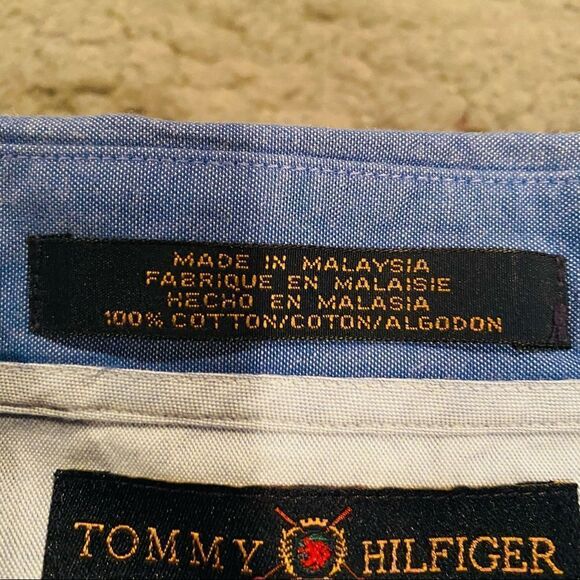 MADE IN MALAYSIA
FABRIQUE EN MALAISIE
HECHO EN MALASIA
100% COTTON/COTON/ALGODON
TOMMY HILFIGER